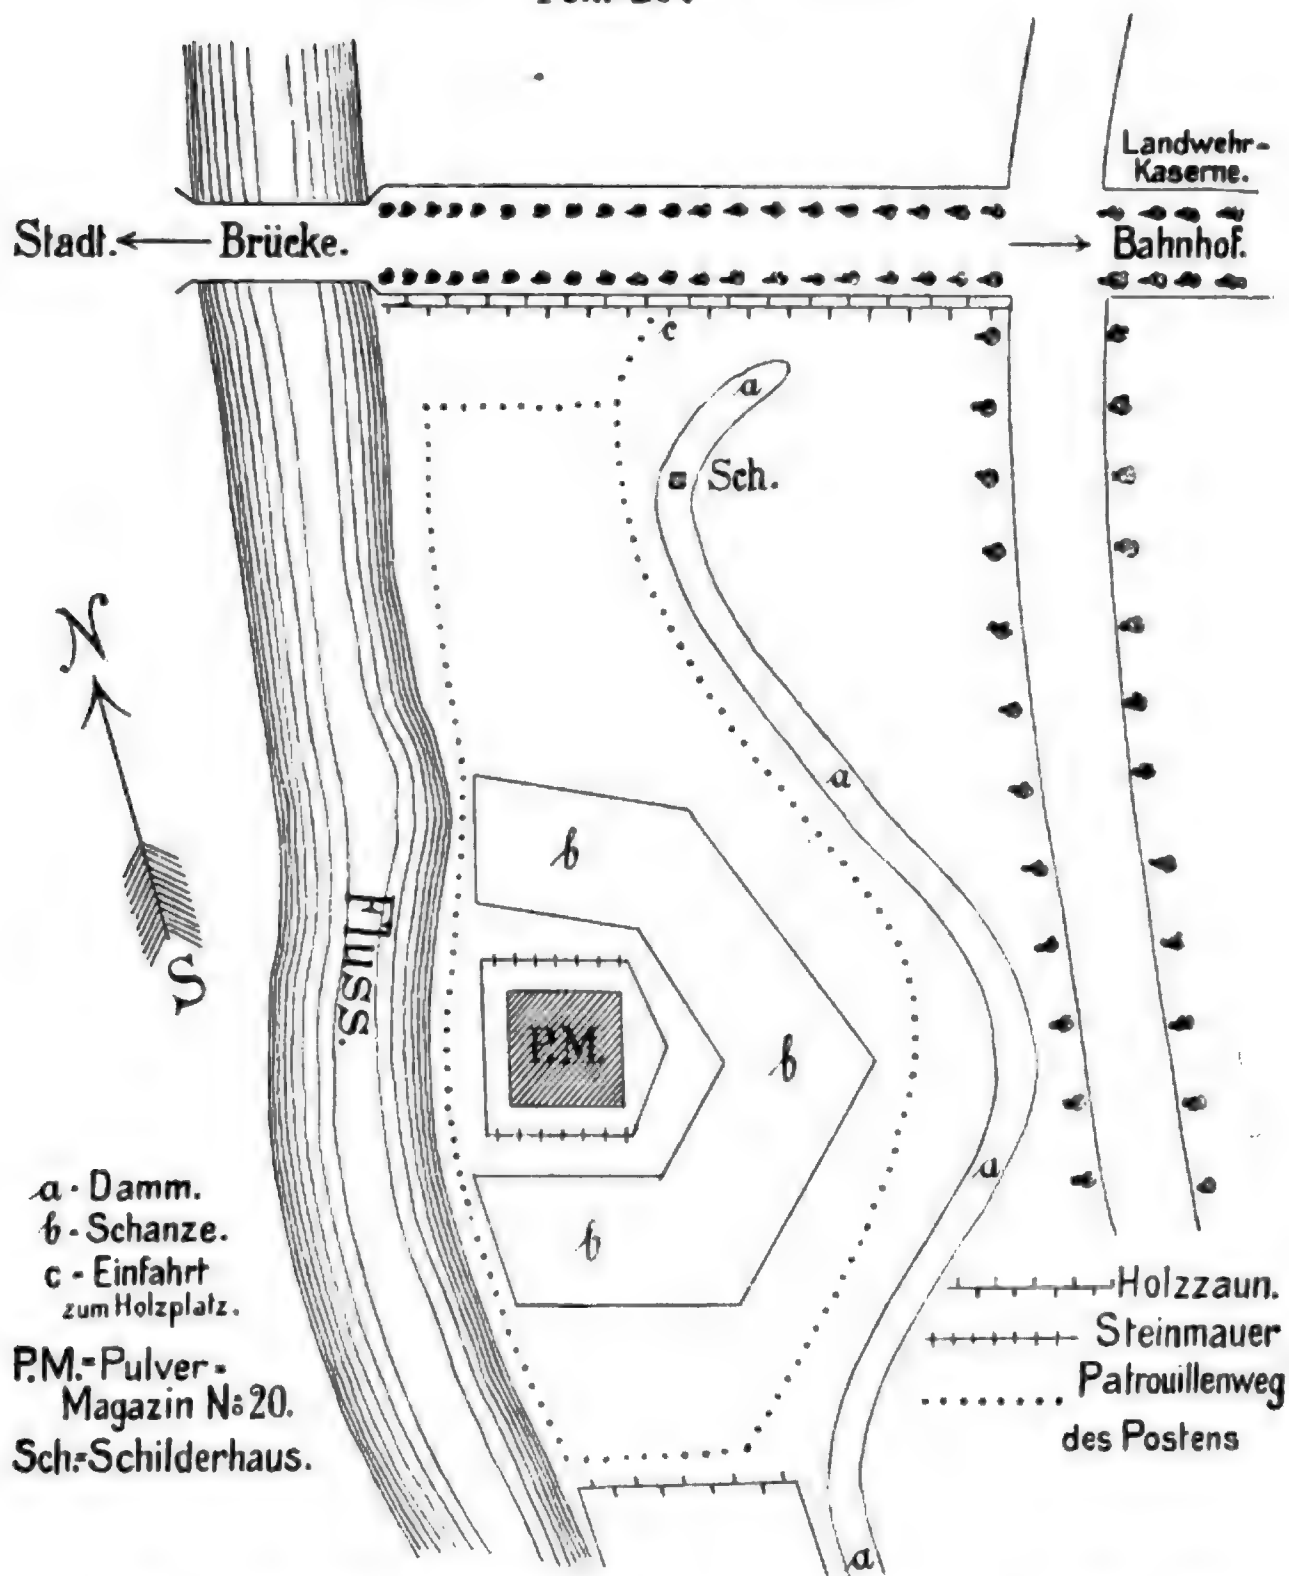 Landwehr-
Kaserne.
Stadt. Brücke. Bahnhof.
c
a
Sch.
N
a
b
Fluss.
S
P.M.
b
a
b
a - Damm.
b - Schanze.
c - Einfahrt
zum Holzplatz.
P.M.=Pulver-
Magazin No 20.
Sch.=Schilderhaus.
Holzzaun.
Steinmauer
Patrouillenweg
des Postens
a